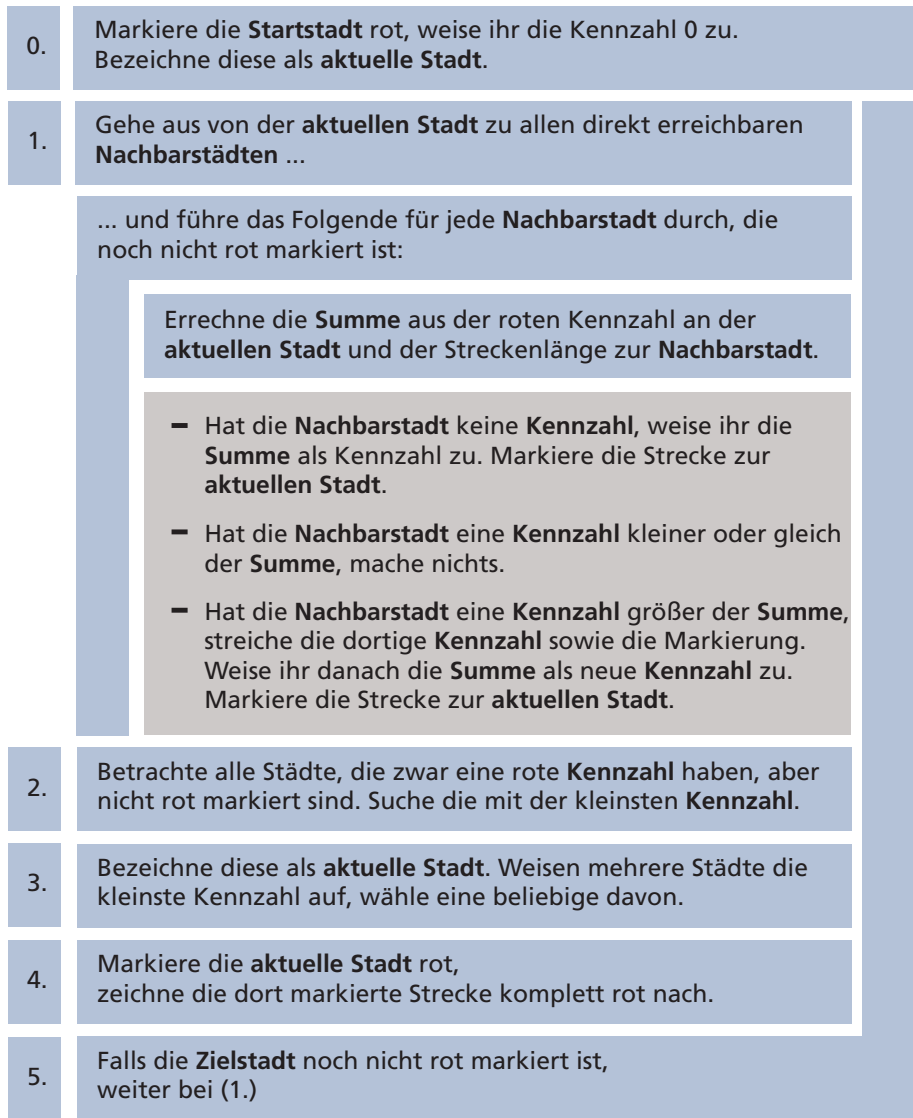 0.
Markiere die Startstadt rot, weise ihr die Kennzahl 0 zu.
Bezeichne diese als aktuelle Stadt.
1.
Gehe aus von der aktuellen Stadt zu allen direkt erreichbaren
Nachbarstädten ...
... und führe das Folgende für jede Nachbarstadt durch, die
noch nicht rot markiert ist:
Errechne die Summe aus der roten Kennzahl an der
aktuellen Stadt und der Streckenlänge zur Nachbarstadt.
– Hat die Nachbarstadt keine Kennzahl, weise ihr die
Summe als Kennzahl zu. Markiere die Strecke zur
aktuellen Stadt.
– Hat die Nachbarstadt eine Kennzahl kleiner oder gleich
der Summe, mache nichts.
– Hat die Nachbarstadt eine Kennzahl größer der Summe,
streiche die dortige Kennzahl sowie die Markierung.
Weise ihr danach die Summe als neue Kennzahl zu.
Markiere die Strecke zur aktuellen Stadt.
2.
Betrachte alle Städte, die zwar eine rote Kennzahl haben, aber
nicht rot markiert sind. Suche die mit der kleinsten Kennzahl.
3.
Bezeichne diese als aktuelle Stadt. Weisen mehrere Städte die
kleinste Kennzahl auf, wähle eine beliebige davon.
4.
Markiere die aktuelle Stadt rot,
zeichne die dort markierte Strecke komplett rot nach.
5.
Falls die Zielstadt noch nicht rot markiert ist,
weiter bei (1.)